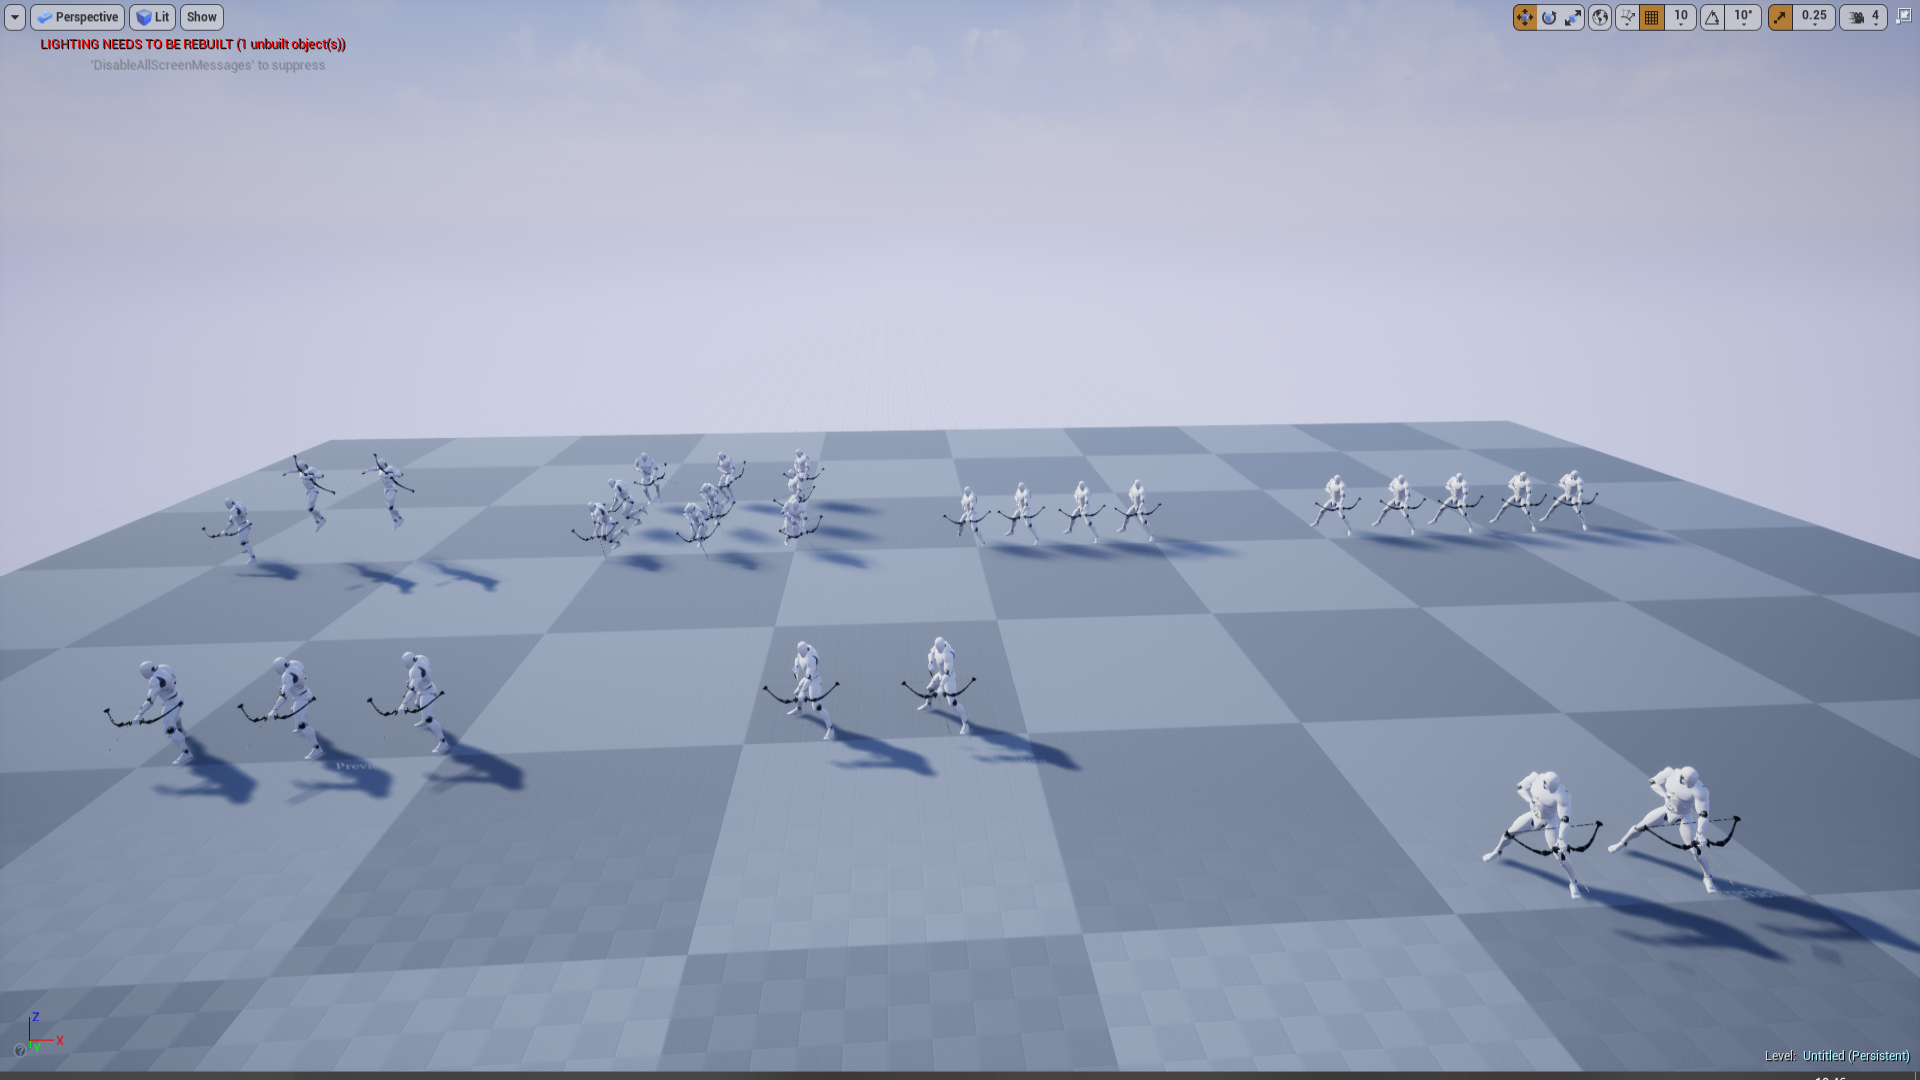 Perspective Lit Show 10 10° 0.25 4
LIGHTING NEEDS TO BE REBUILT (1 unbuilt object(s))
'DisableAllScreenMessages' to suppress
Z
X
Y
?
Level: Untitled (Persistent)